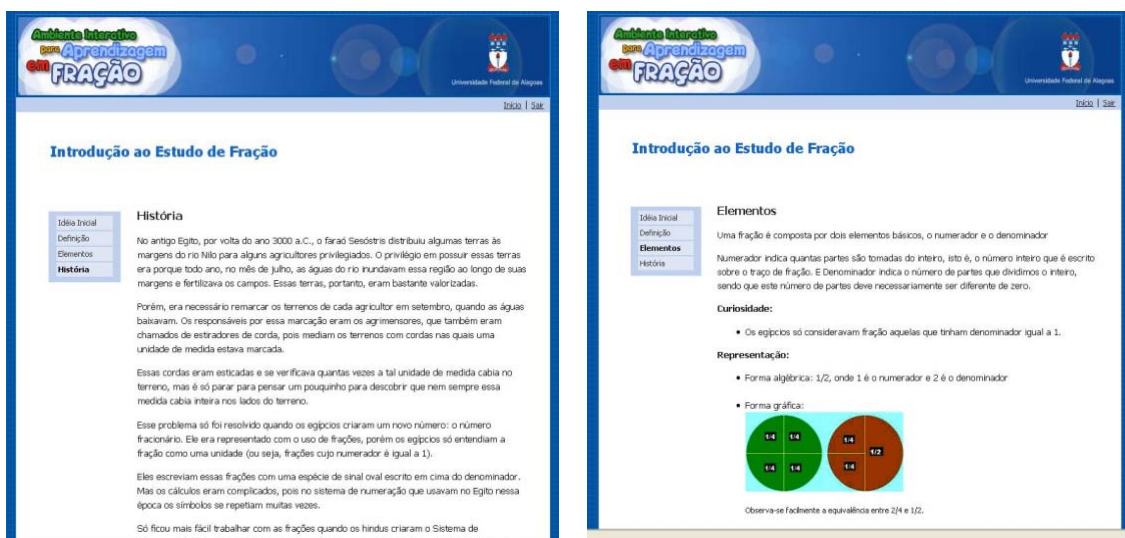 Ambiente Interativo
para Aprendizagem
em FRAÇÃO
Universidade Federal de Alagoas
Início | Sair
Introdução ao Estudo de Fração
Idéia Inicial
Definição
Elementos
História
História
No antigo Egito, por volta do ano 3000 a.C., o faraó Sesóstris distribuiu algumas terras às
margens do rio Nilo para alguns agricultores privilegiados. O privilégio em possuir essas terras
era porque todo ano, no mês de julho, as águas do rio inundavam essa região ao longo de suas
margens e fertilizava os campos. Essas terras, portanto, eram bastante valorizadas.
Porém, era necessário remarcar os terrenos de cada agricultor em setembro, quando as águas
baixavam. Os responsáveis por essa marcação eram os agrimensores, que também eram
chamados de estiradores de corda, pois mediam os terrenos com cordas nas quais uma
unidade de medida estava marcada.
Essas cordas eram esticadas e se verificava quantas vezes a tal unidade de medida cabia no
terreno, mas é só parar para pensar um pouquinho para descobrir que nem sempre essa
medida cabia inteira nos lados do terreno.
Esse problema só foi resolvido quando os egípcios criaram um novo número: o número
fracionário. Ele era representado com o uso de frações, porém os egípcios só entendiam a
fração como uma unidade (ou seja, frações cujo numerador é igual a 1).
Eles escreviam essas frações com uma espécie de sinal oval escrito em cima do denominador.
Mas os cálculos eram complicados, pois no sistema de numeração que usavam no Egito nessa
época os símbolos se repetiam muitas vezes.
Só ficou mais fácil trabalhar com as frações quando os hindus criaram o Sistema de
Ambiente Interativo
para Aprendizagem
em FRAÇÃO
Universidade Federal de Alagoas
Início | Sair
Introdução ao Estudo de Fração
Idéia Inicial
Definição
Elementos
História
Elementos
Uma fração é composta por dois elementos básicos, o numerador e o denominador
Numerador indica quantas partes são tomadas do inteiro, isto é, o número inteiro que é escrito
sobre o traço de fração. E Denominador indica o número de partes que dividimos o inteiro,
sendo que este número de partes deve necessariamente ser diferente de zero.
Curiosidade:
• Os egípcios só consideravam fração aquelas que tinham denominador igual a 1.
Representação:
• Forma algébrica: 1/2, onde 1 é o numerador e 2 é o denominador
• Forma gráfica:
1/4 1/4
1/4 1/4
1/4
1/2
1/4
Observa-se facilmente a equivalência entre 2/4 e 1/2.